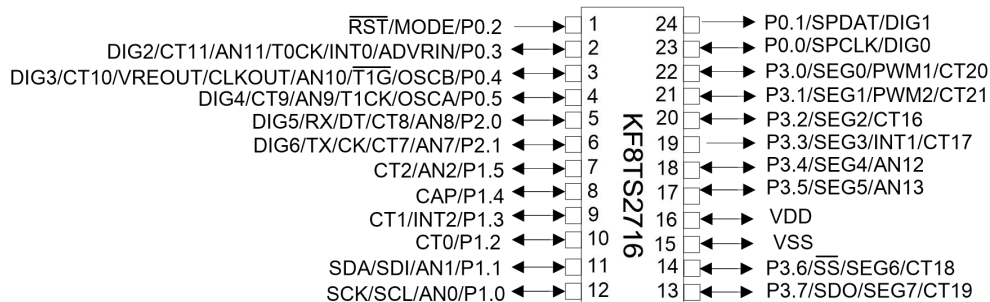 R̅S̅T̅/MODE/P0.2 1 24 P0.1/SPDAT/DIG1
DIG2/CT11/AN11/T0CK/INT0/ADVRIN/P0.3 2 23 P0.0/SPCLK/DIG0
DIG3/CT10/VREOUT/CLKOUT/AN10/T̅1̅G̅/OSCB/P0.4 3 22 P3.0/SEG0/PWM1/CT20
DIG4/CT9/AN9/T1CK/OSCA/P0.5 4 21 P3.1/SEG1/PWM2/CT21
DIG5/RX/DT/CT8/AN8/P2.0 5 20 P3.2/SEG2/CT16
DIG6/TX/CK/CT7/AN7/P2.1 6 19 P3.3/SEG3/INT1/CT17
CT2/AN2/P1.5 7 18 P3.4/SEG4/AN12
CAP/P1.4 8 17 P3.5/SEG5/AN13
CT1/INT2/P1.3 9 16 VDD
CT0/P1.2 10 15 VSS
SDA/SDI/AN1/P1.1 11 14 P3.6/S̅S̅/SEG6/CT18
SCK/SCL/AN0/P1.0 12 13 P3.7/SDO/SEG7/CT19
KF8TS2716